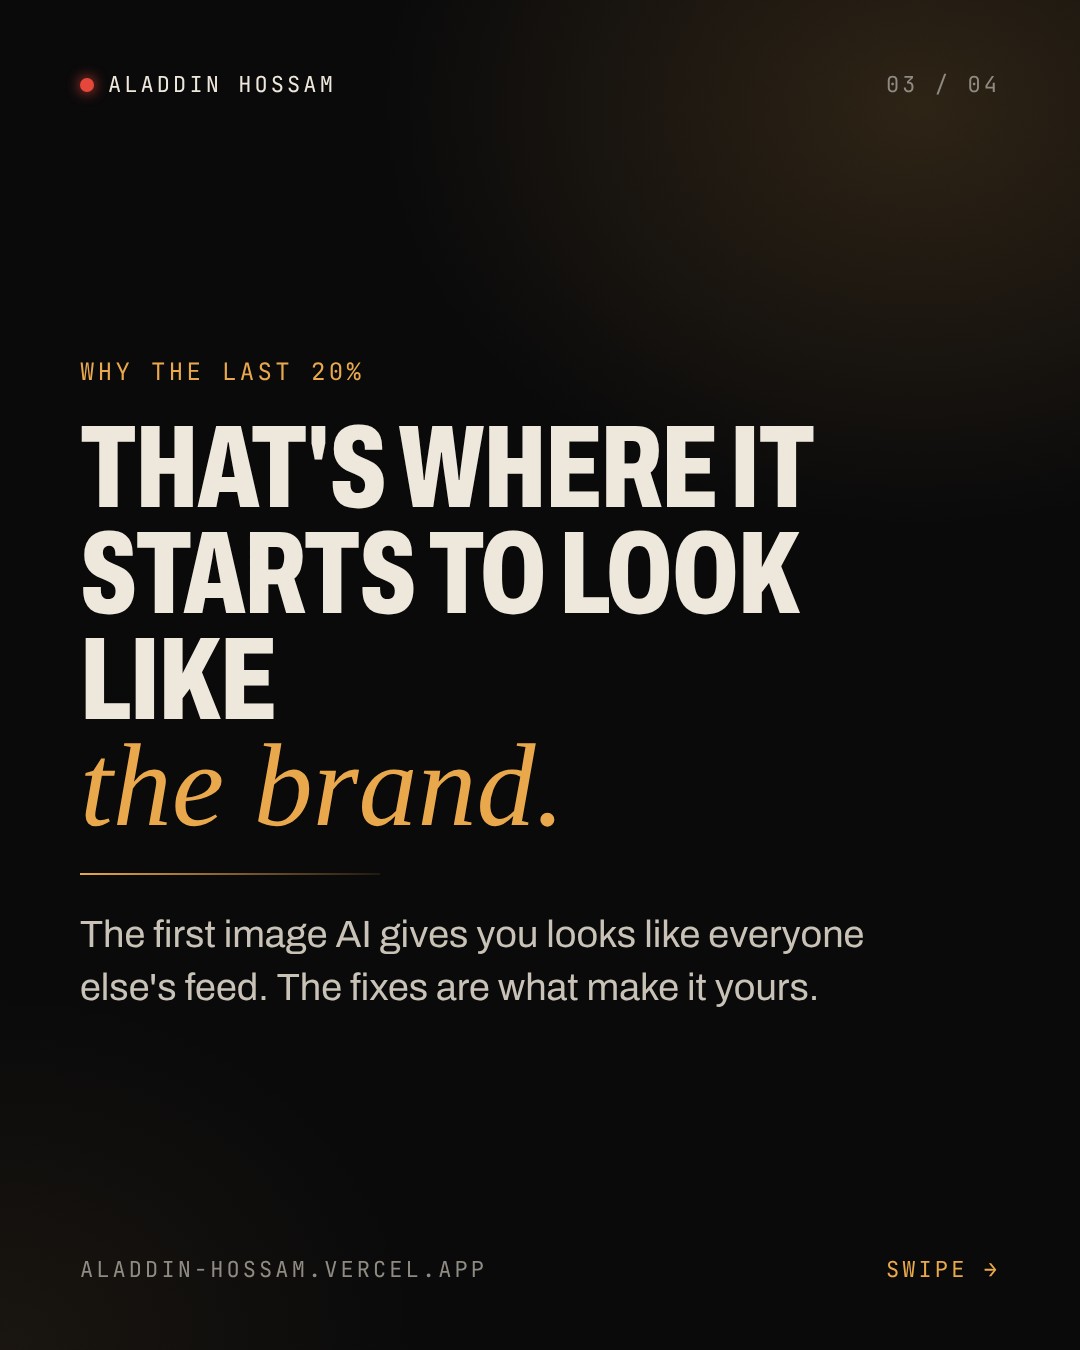 ALADDIN HOSSAM
03 / 04
WHY THE LAST 20%
THAT'S WHERE IT
STARTS TO LOOK
LIKE
the brand.
The first image AI gives you looks like everyone
else's feed. The fixes are what make it yours.
ALADDIN-HOSSAM.VERCEL.APP
SWIPE →